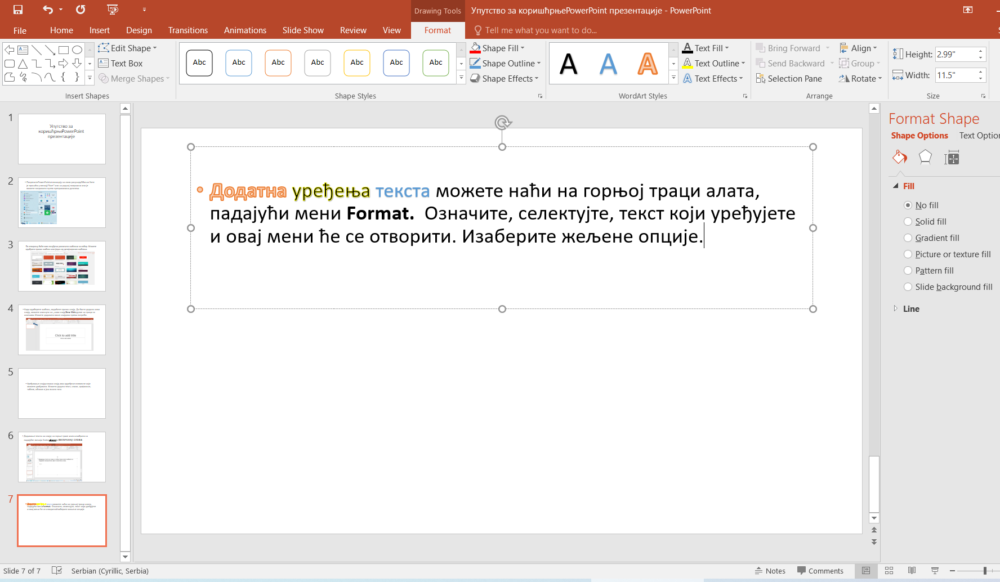 Drawing Tools
Упутство за коришћрњеPowerPoint презентације - PowerPoint
File Home Insert Design Transitions Animations Slide Show Review View Format Tell me what you want to do...
Edit Shape
Text Box
Merge Shapes
Insert Shapes
Abc Abc Abc Abc Abc Abc Abc
Shape Fill
Shape Outline
Shape Effects
Shape Styles
A A A
Text Fill
Text Outline
Text Effects
WordArt Styles
Bring Forward
Send Backward
Selection Pane
Align
Group
Rotate
Arrange
Height: 2.99"
Width: 11.5"
Size
1
Упутство за
коришћрњеPowerPoint
презентације
2
3
4
Click to add title
5
6
7
• Додатна уређења текста можете наћи на горњој траци алата,
падајући мени Format. Означите, селектујте, текст који уређујете
и овај мени ће се отворити. Изаберите жељене опције.
Format Shape
Shape Options Text Option
Fill
No fill
Solid fill
Gradient fill
Picture or texture fill
Pattern fill
Slide background fill
Line
Slide 7 of 7 Serbian (Cyrillic, Serbia) Notes Comments